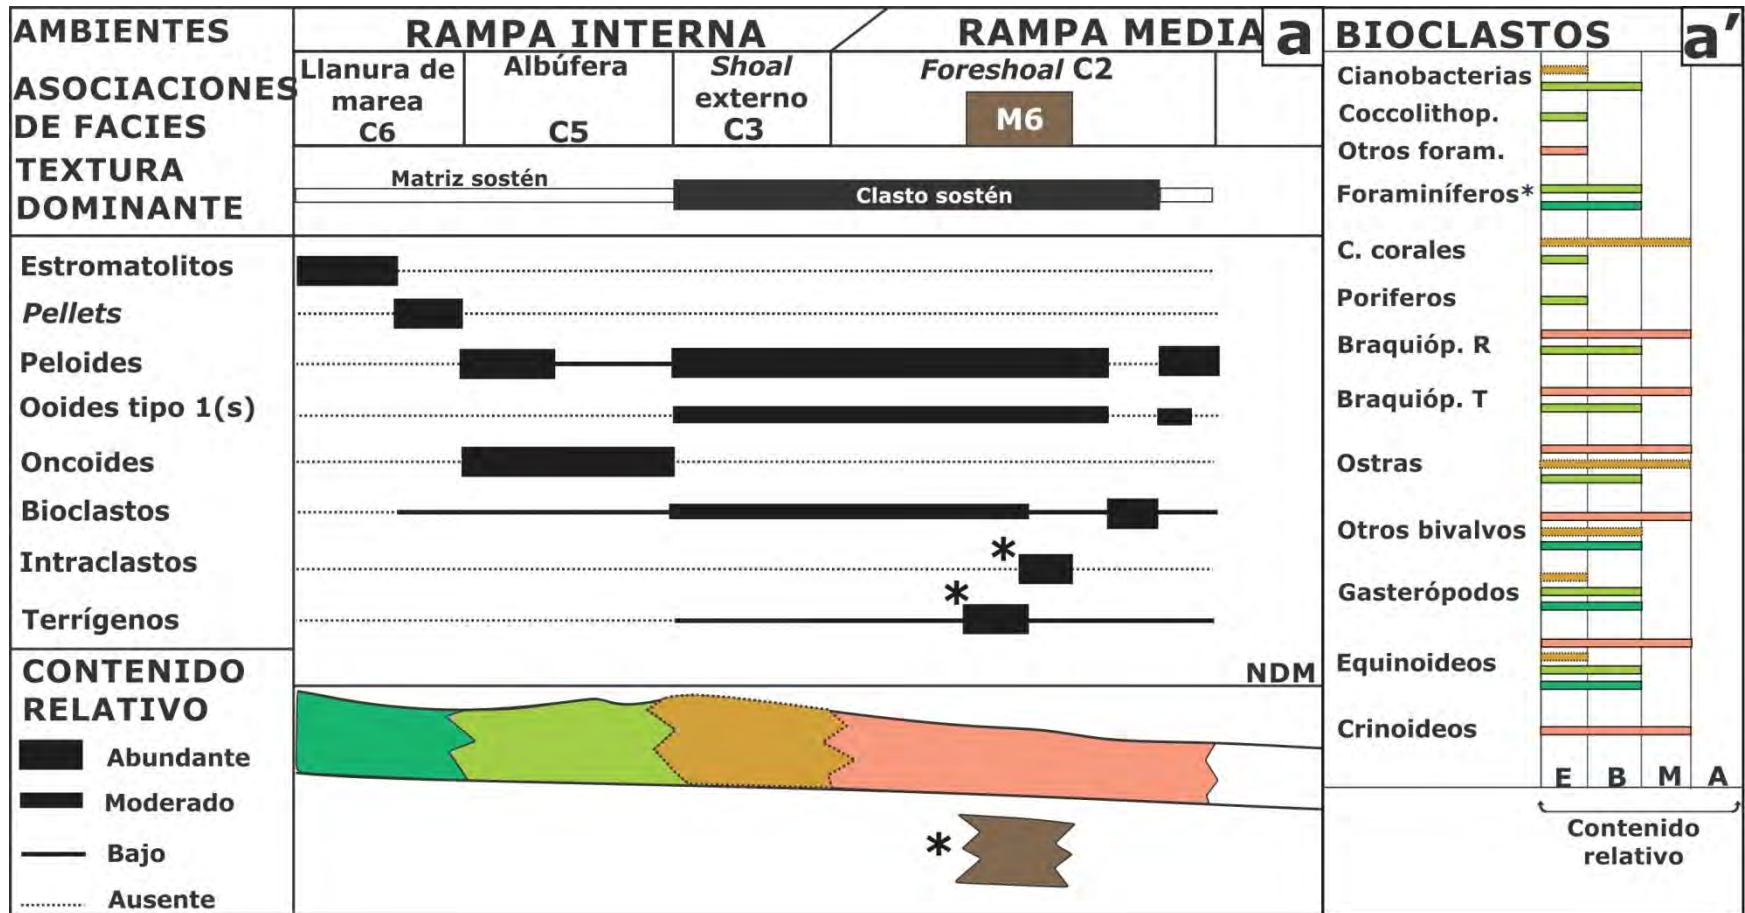 AMBIENTES
RAMPA INTERNA
RAMPA MEDIA
a
ASOCIACIONES
DE FACIES
Llanura de
marea
C6
Albúfera
C5
Shoal
externo
C3
Foreshoal C2
M6
TEXTURA
DOMINANTE
Matriz sostén
Clasto sostén
Estromatolitos
Pellets
Peloides
Ooides tipo 1(s)
Oncoides
Bioclastos
Intraclastos
*
Terrígenos
*
NDM
CONTENIDO
RELATIVO
Abundante
Moderado
Bajo
Ausente
*
BIOCLASTOS
a'
Cianobacterias
Coccolithop.
Otros foram.
Foraminíferos*
C. corales
Poriferos
Braquióp. R
Braquióp. T
Ostras
Otros bivalvos
Gasterópodos
Equinoideos
Crinoideos
E B M A
Contenido
relativo